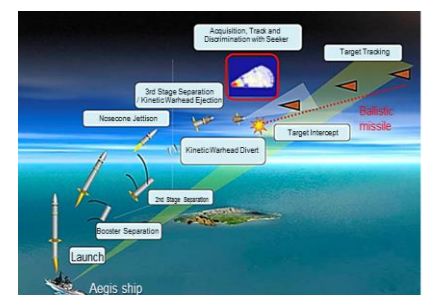 Acquisition, Track and
Discrimination with Seeker
Target Tracking
3rd Stage Separation
/ Kinetic Warhead Ejection
Nosecone Jettison
Ballistic
missile
Target Intercept
Kinetic Warhead Divert
2nd Stage Separation
Booster Separation
Launch
Aegis ship